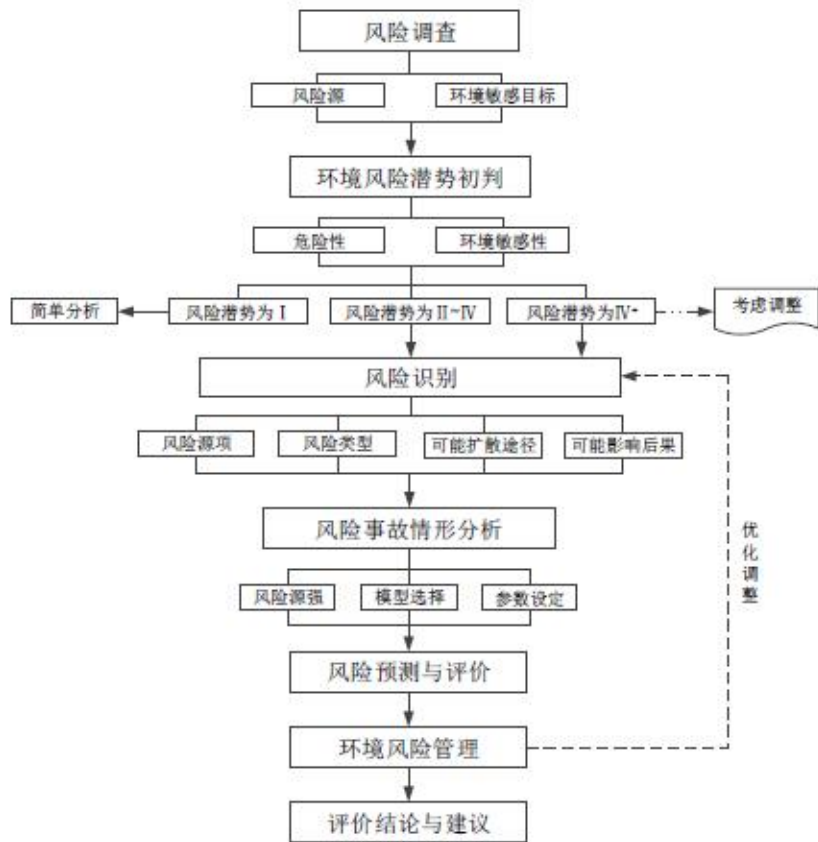 风险调查
风险源 环境敏感目标
环境风险潜势初判
危险性 环境敏感性
简单分析 风险潜势为Ⅰ 风险潜势为Ⅱ~Ⅳ 风险潜势为Ⅳ+ 考虑调整
风险识别
风险源项 风险类型 可能扩散途径 可能影响后果
风险事故情形分析
优化调整
风险源强 模型选择 参数设定
风险预测与评价
环境风险管理
评价结论与建议